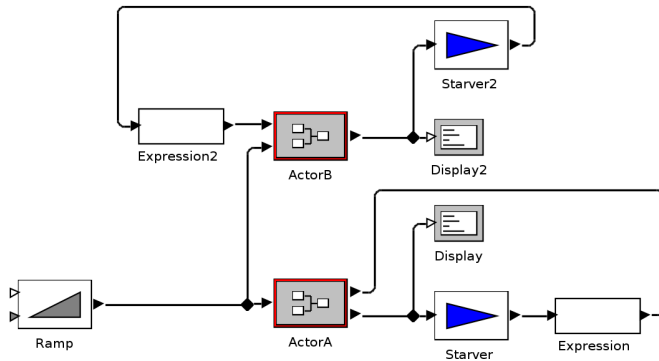 Starver2
Expression2
ActorB
Display2
Display
Ramp
ActorA
Starver
Expression